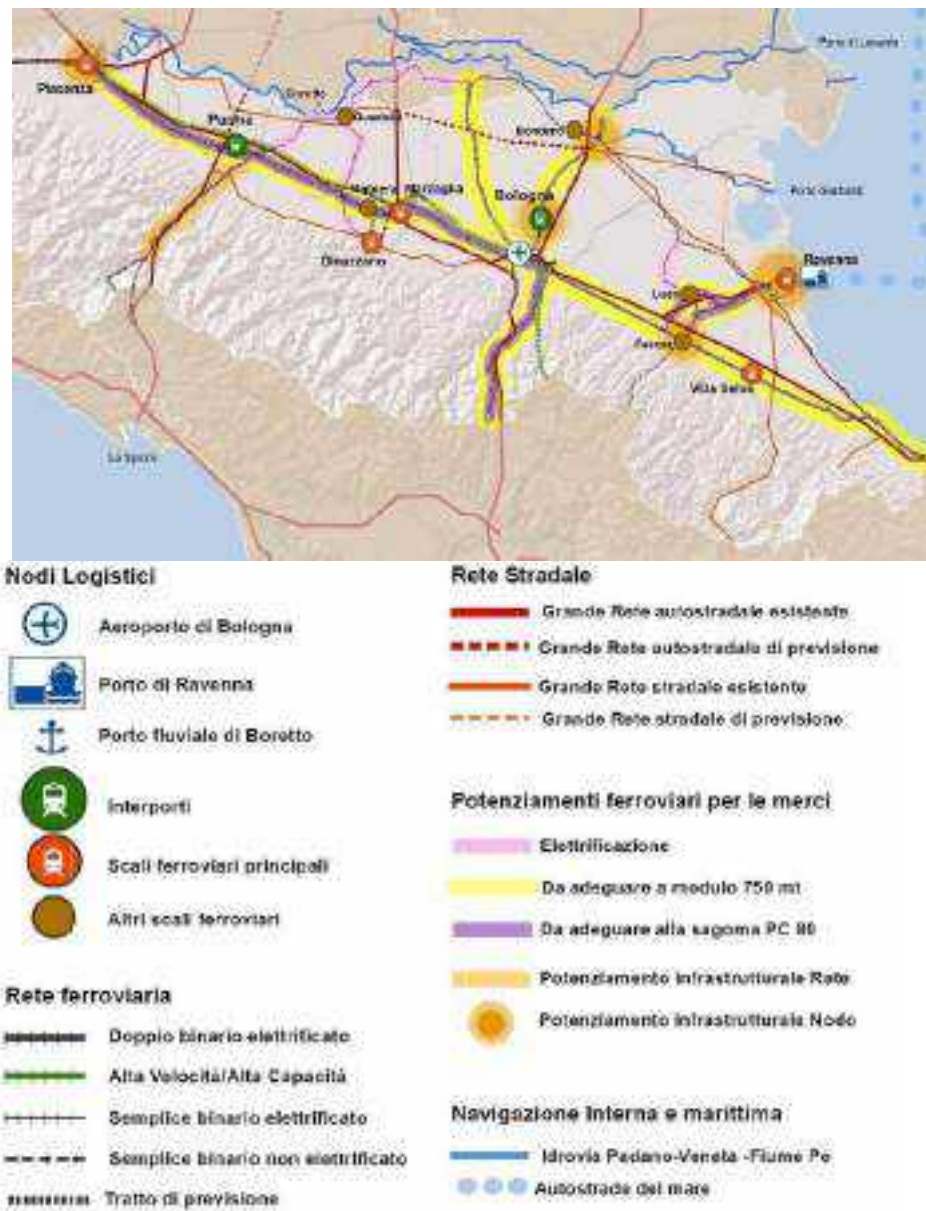 Piacenza
Parma
Bologna
Dinazzano
Ravenna
Villa Selva
La Spezia
Nodi Logistici
Aeroporto di Bologna
Porto di Ravenna
Porto fluviale di Boretto
Interporti
Scali ferroviari principali
Altri scali ferroviari
Rete ferroviaria
Doppio binario elettrificato
Alta Velocità/Alta Capacità
Semplice binario elettrificato
Semplice binario non elettrificato
Tratto di previsione
Rete Stradale
Grande Rete autostradale esistente
Grande Rete autostradale di previsione
Grande Rete stradale esistente
Grande Rete stradale di previsione
Potenziamenti ferroviari per le merci
Elettrificazione
Da adeguare a modulo 750 mt
Da adeguare alla sagoma PC 80
Potenziamento infrastrutturale Rete
Potenziamento infrastrutturale Nodo
Navigazione Interna e marittima
Idrovia Padano-Veneta -Fiume Po
Autostrade del mare